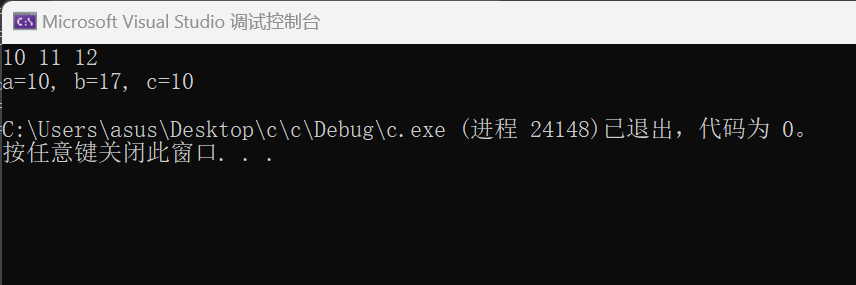 Microsoft Visual Studio 调试控制台
10 11 12
a=10, b=17, c=10
C:\Users\asus\Desktop\c\c\Debug\c.exe (进程 24148)已退出，代码为 0。
按任意键关闭此窗口. . .